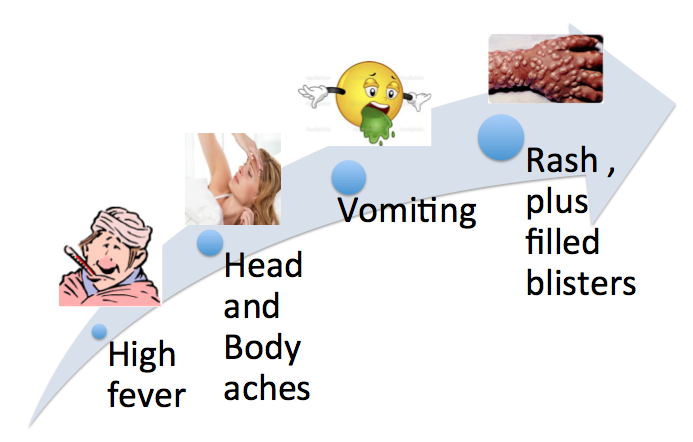 High
fever
Head
and
Body
aches
Vomiting
Rash ,
plus
filled
blisters